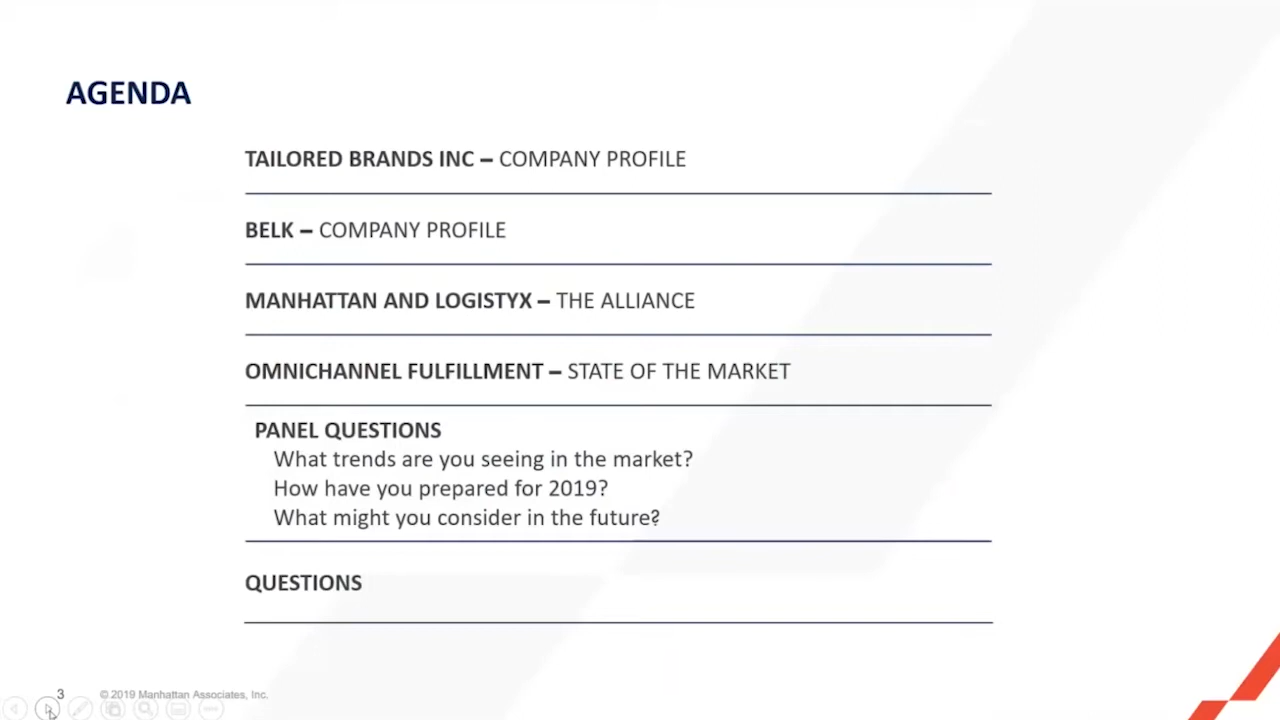 AGENDA
TAILORED BRANDS INC – COMPANY PROFILE
BELK – COMPANY PROFILE
MANHATTAN AND LOGISTYX – THE ALLIANCE
OMNICHANNEL FULFILLMENT – STATE OF THE MARKET
PANEL QUESTIONS
What trends are you seeing in the market?
How have you prepared for 2019?
What might you consider in the future?
QUESTIONS
3 © 2019 Manhattan Associates, Inc.